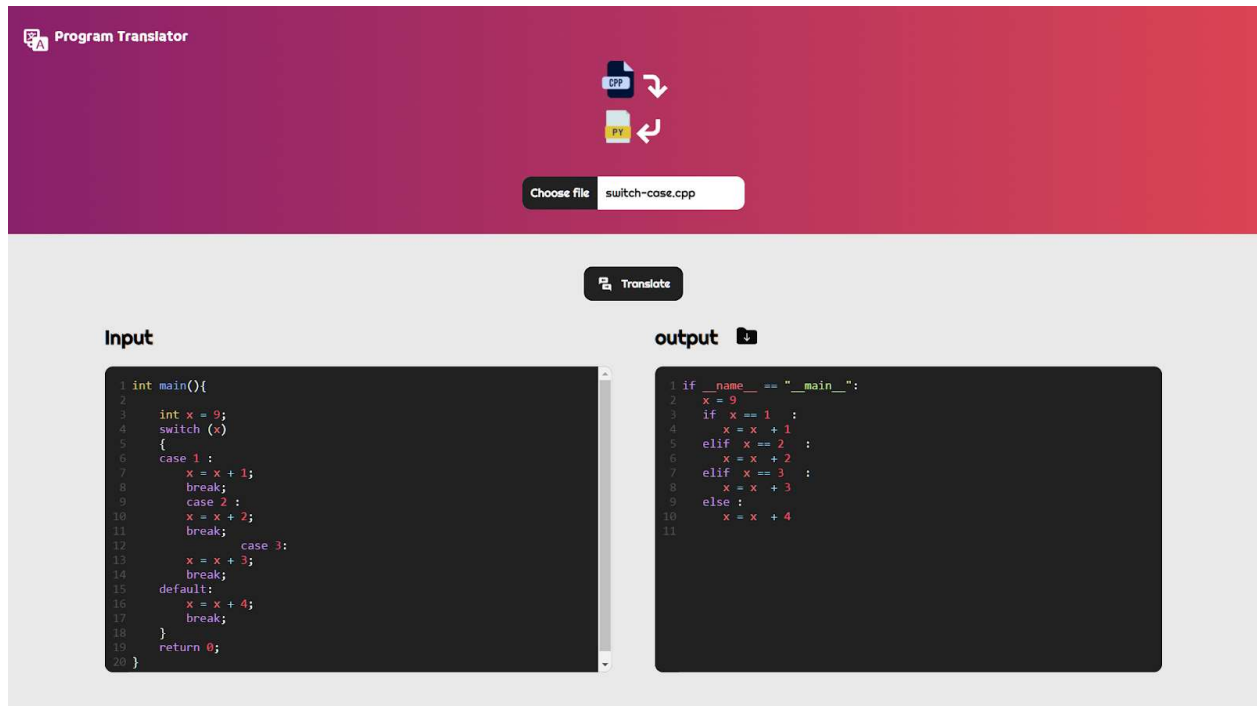 Program Translator
CPP
PY
Choose file switch-case.cpp
Translate
Input
1 int main(){
2
3     int x = 9;
4     switch (x)
5     {
6     case 1 :
7         x = x + 1;
8         break;
9         case 2 :
10         x = x + 2;
11         break;
12                 case 3:
13         x = x + 3;
14         break;
15     default:
16         x = x + 4;
17         break;
18     }
19     return 0;
20 }
output
1 if __name__ == "__main__":
2    x = 9
3    if  x == 1   :
4       x = x  + 1
5    elif  x == 2   :
6       x = x  + 2
7    elif  x == 3   :
8       x = x  + 3
9    else :
10       x = x  + 4
11